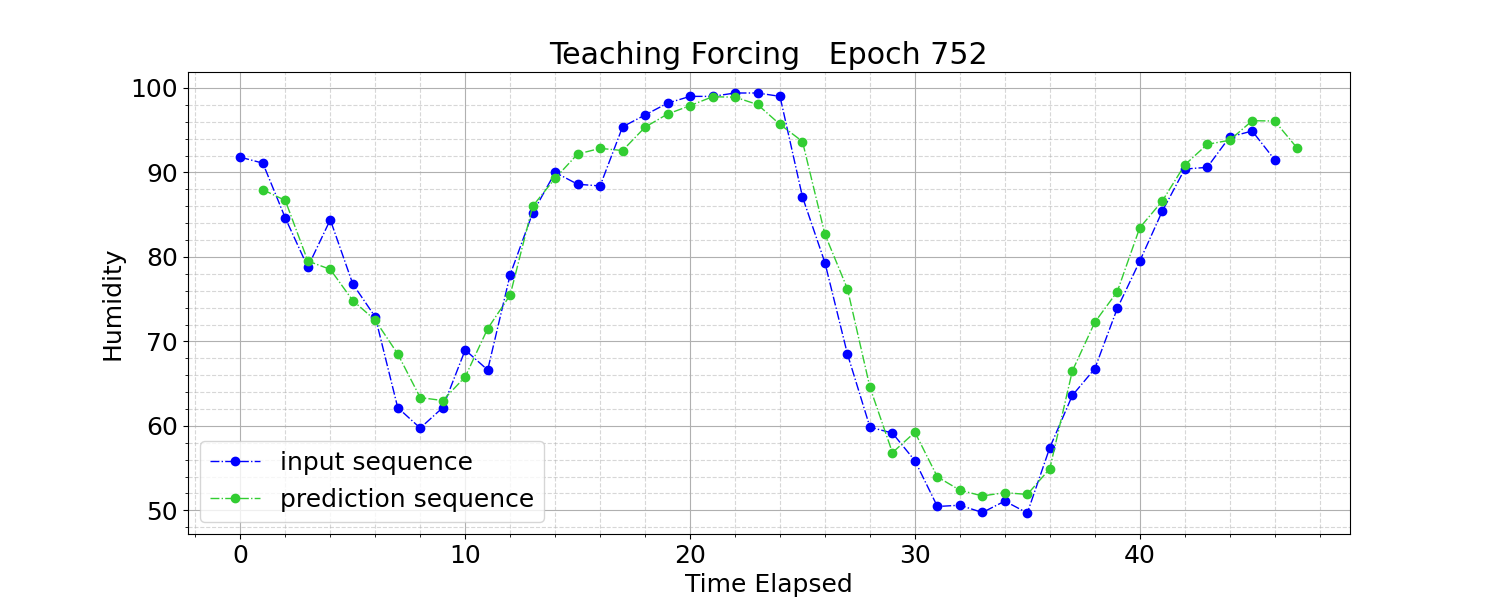 Teaching Forcing   Epoch 752
100
90
80
70
60
50
Humidity
input sequence
prediction sequence
0 10 20 30 40
Time Elapsed